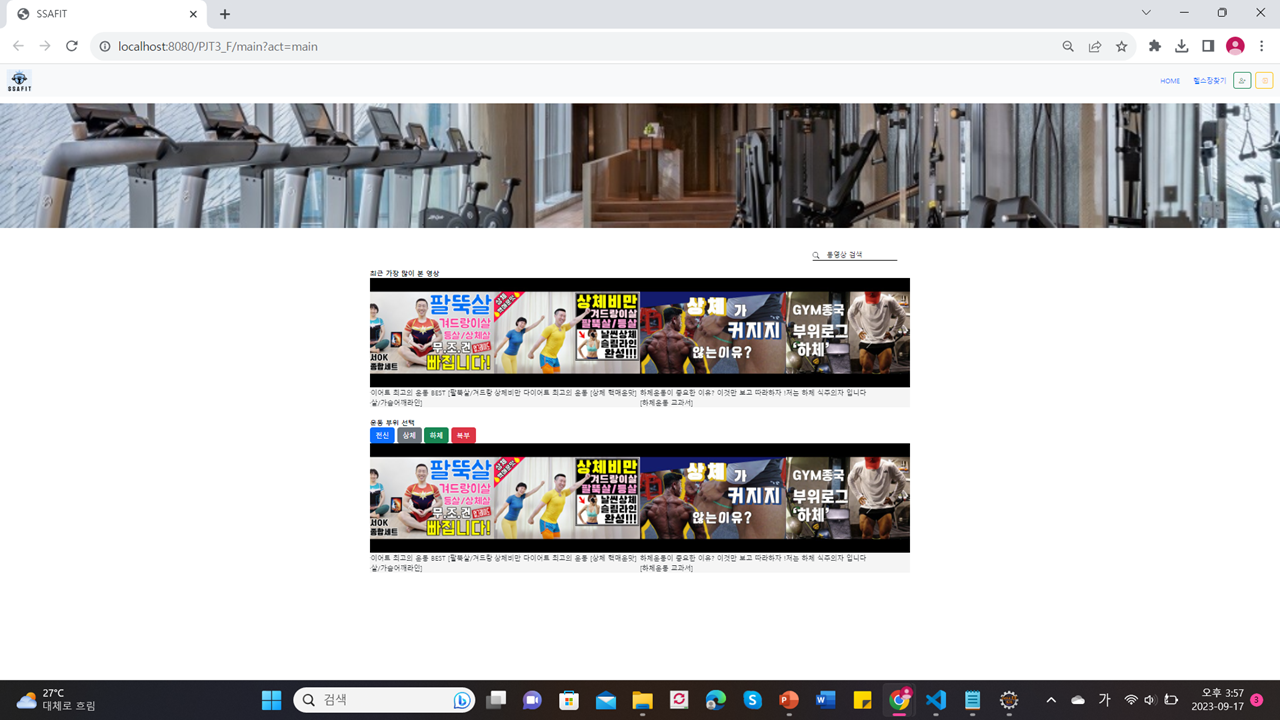 SSAFIT
localhost:8080/PJT3_F/main?act=main
SSAFIT
HOME 헬스장찾기
동영상 검색
최근 가장 많이 본 영상
팔뚝살
겨드랑이살
등살/상체살
무.조.건
빠집니다!
서OK
종합세트
상체
상체비만
겨드랑이살
팔뚝살/등살
날씬상체
슬림라인
완성!!!
상체가
커지지
않는이유?
GYM종국
부위로그
'하체'
이어트 최고의 운동 BEST [팔뚝살/겨드랑 상체비만 다이어트 최고의 운동 [상체 핵매운맛] 하체운동이 중요한 이유? 이것만 보고 따라하자 !저는 하체 식주의자 입니다
살/가슴어깨라인] [하체운동 교과서]
운동 부위 선택
전신 상체 하체 복부
팔뚝살
겨드랑이살
등살/상체살
무.조.건
빠집니다!
서OK
종합세트
상체
상체비만
겨드랑이살
팔뚝살/등살
날씬상체
슬림라인
완성!!!
상체가
커지지
않는이유?
GYM종국
부위로그
'하체'
이어트 최고의 운동 BEST [팔뚝살/겨드랑 상체비만 다이어트 최고의 운동 [상체 핵매운맛] 하체운동이 중요한 이유? 이것만 보고 따라하자 !저는 하체 식주의자 입니다
살/가슴어깨라인] [하체운동 교과서]
27°C
대체로 흐림
검색
가
오후 3:57
2023-09-17
3